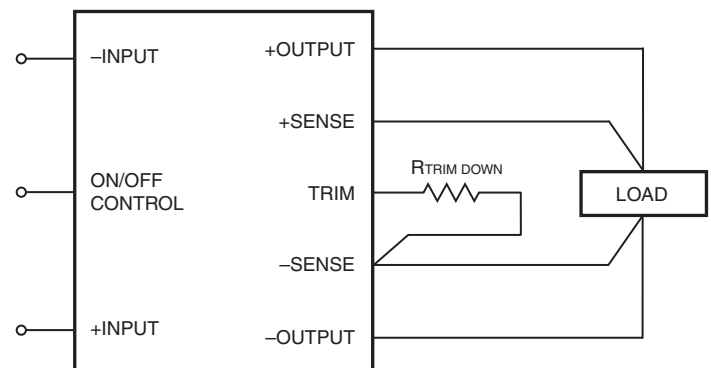 –INPUT
+OUTPUT
+SENSE
RTRIM DOWN
ON/OFF
CONTROL
TRIM
LOAD
–SENSE
+INPUT
–OUTPUT